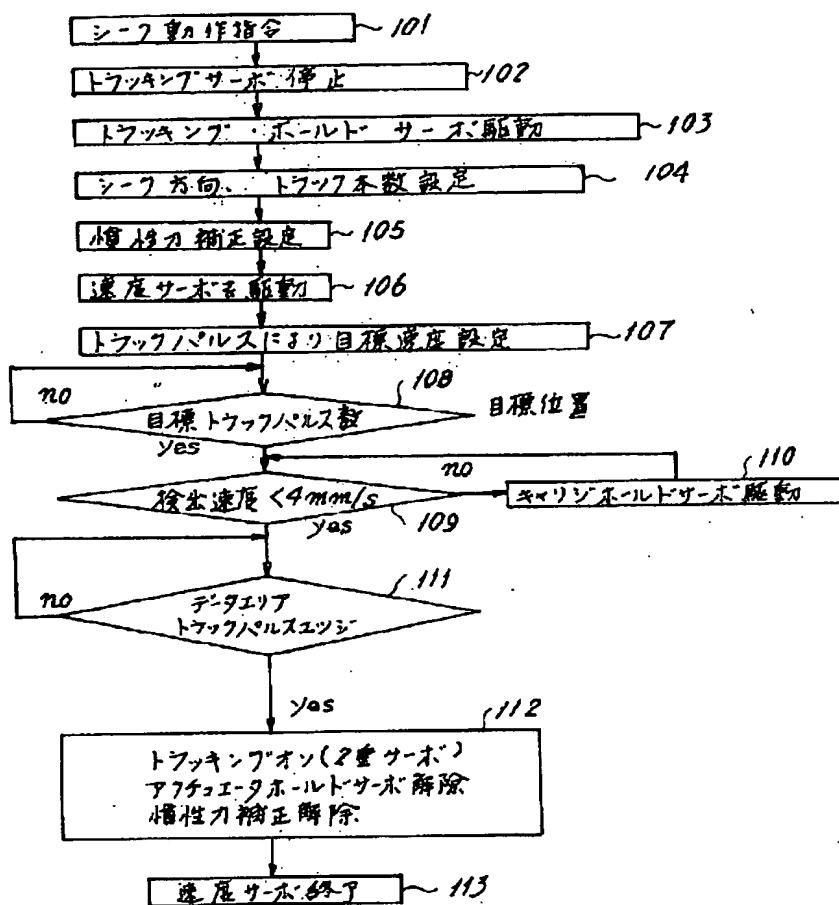 シーク動作指令 101
トラッキングサーボ停止 102
トラッキング・ホールド サーボ駆動 103
シーク方向、トラック本数設定 104
慣性力補正設定 105
速度サーボを駆動 106
トラックパルスにより目標速度設定 107
108
no
目標トラックパルス数 目標位置
yes
no 110
検出速度<4mm/s キャリジホールドサーボ駆動
yes 109
111
no データエリア
トラックパルスエッジ
yes
112
トラッキングオン(2重サーボ)
アクチュエータホールドサーボ解除
慣性力補正解除
速度サーボ終了 113